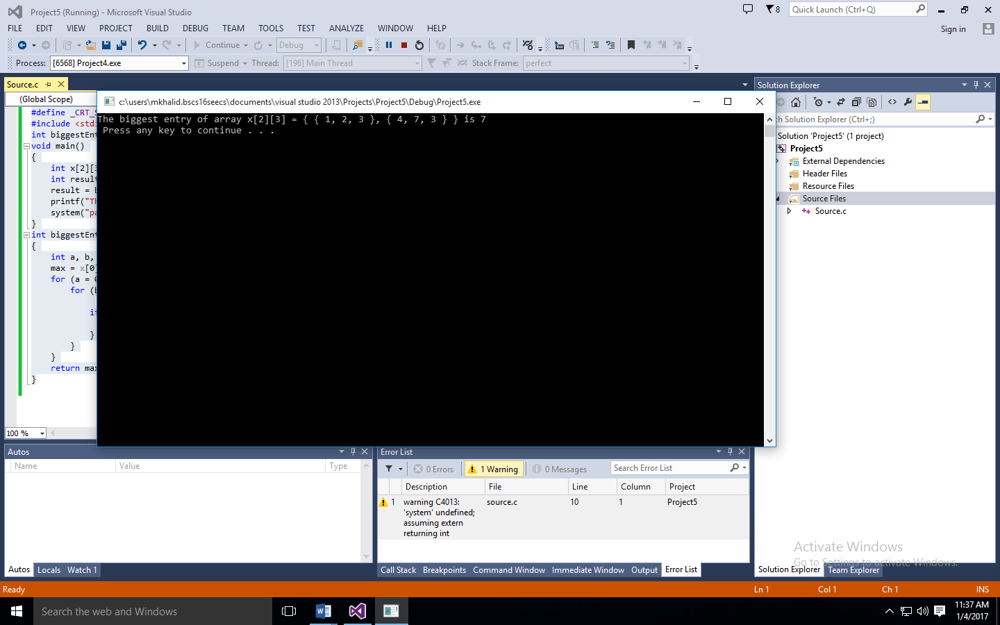 Project5 (Running) - Microsoft Visual Studio
8
Quick Launch (Ctrl+Q)
FILE EDIT VIEW PROJECT BUILD DEBUG TEAM TOOLS TEST ANALYZE WINDOW HELP
Sign in
Continue Debug
Process: [6568] Project4.exe Suspend Thread: [196] Main Thread Stack Frame: perfect
Source.c
(Global Scope)
#define _CRT_S
#include <std
int biggestEn
void main()
{
int x[2][3
int result
result = b
printf("Th
system("pa
}
int biggestEnt
{
int a, b,
max = x[0]
for (a = 0
for (b
if
}
}
}
return max
}
100 %
c:\users\mkhalid.bscs16seecs\documents\visual studio 2013\Projects\Project5\Debug\Project5.exe
The biggest entry of array x[2][3] = { { 1, 2, 3 }, { 4, 7, 3 } } is 7
Press any key to continue . . .
Solution Explorer
ch Solution Explorer (Ctrl+;)
Solution 'Project5' (1 project)
Project5
External Dependencies
Header Files
Resource Files
Source Files
Source.c
Autos
Name Value Type
Autos Locals Watch 1
Error List
0 Errors 1 Warning 0 Messages Search Error List
Description File Line Column Project
1 warning C4013: source.c 10 1 Project5
'system' undefined;
assuming extern
returning int
Call Stack Breakpoints Command Window Immediate Window Output Error List
Activate Windows
Go to Settings to activate Windows.
Solution Explorer Team Explorer
Ready Ln 1 Col 1 Ch 1 INS
Search the web and Windows
11:37 AM
1/4/2017